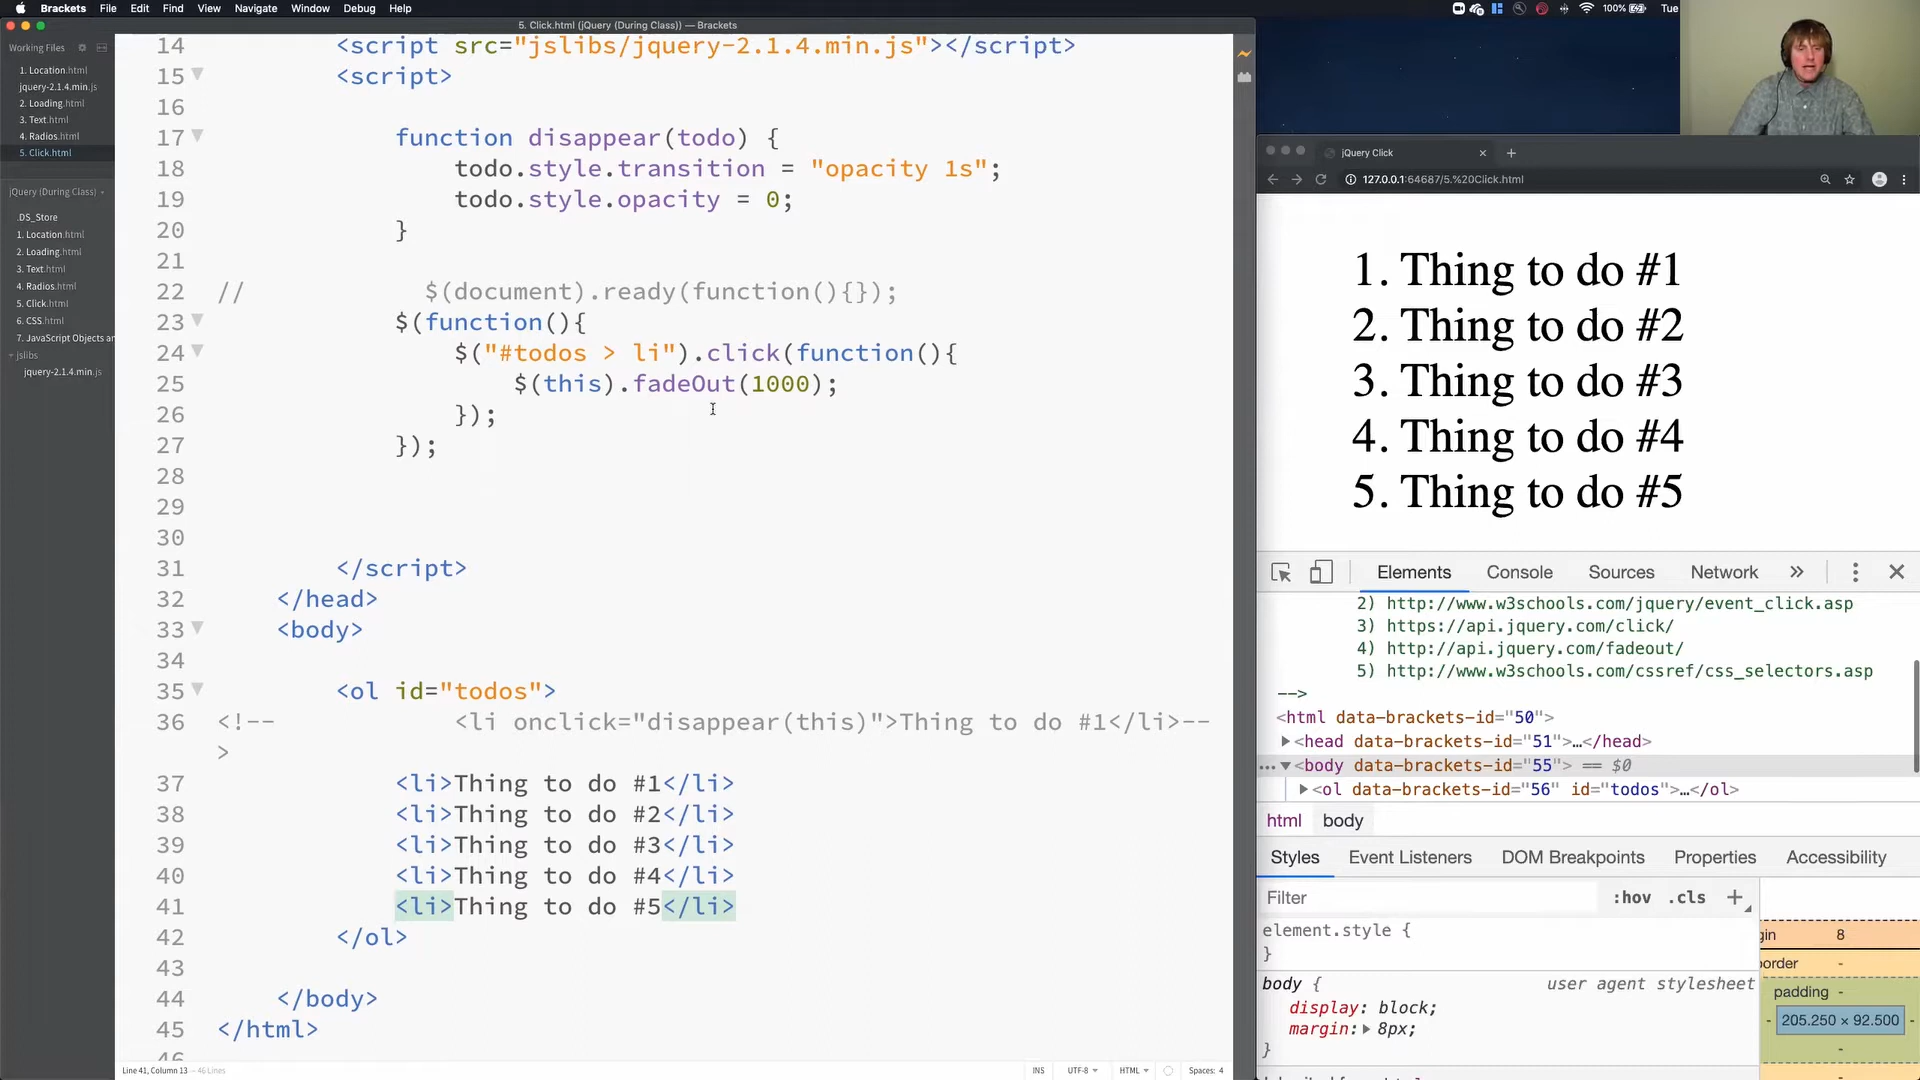 Brackets File Edit Find View Navigate Window Debug Help
100% Tue
5. Click.html (jQuery (During Class)) — Brackets
Working Files
1. Location.html
jquery-2.1.4.min.js
2. Loading.html
3. Text.html
4. Radios.html
5. Click.html
jQuery (During Class)
.DS_Store
1. Location.html
2. Loading.html
3. Text.html
4. Radios.html
5. Click.html
6. CSS.html
7. JavaScript Objects an
jslibs
jquery-2.1.4.min.js
14 <script src="jslibs/jquery-2.1.4.min.js"></script>
15 <script>
16
17 function disappear(todo) {
18 todo.style.transition = "opacity 1s";
19 todo.style.opacity = 0;
20 }
21
22 // $(document).ready(function(){});
23 $(function(){
24 $("#todos > li").click(function(){
25 $(this).fadeOut(1000);
26 });
27 });
28
29
30
31 </script>
32 </head>
33 <body>
34
35 <ol id="todos">
36 <!-- <li onclick="disappear(this)">Thing to do #1</li>--
>
37 <li>Thing to do #1</li>
38 <li>Thing to do #2</li>
39 <li>Thing to do #3</li>
40 <li>Thing to do #4</li>
41 <li>Thing to do #5</li>
42 </ol>
43
44 </body>
45 </html>
46
Line 41, Column 13 — 46 Lines
INS UTF-8 HTML Spaces: 4
jQuery Click
127.0.0.1:64687/5.%20Click.html
1. Thing to do #1
2. Thing to do #2
3. Thing to do #3
4. Thing to do #4
5. Thing to do #5
Elements Console Sources Network
2) http://www.w3schools.com/jquery/event_click.asp
3) https://api.jquery.com/click/
4) http://api.jquery.com/fadeout/
5) http://www.w3schools.com/cssref/css_selectors.asp
-->
<html data-brackets-id="50">
<head data-brackets-id="51">…</head>
<body data-brackets-id="55"> == $0
<ol data-brackets-id="56" id="todos">…</ol>
html body
Styles Event Listeners DOM Breakpoints Properties Accessibility
Filter :hov .cls +
element.style {
}
body { user agent stylesheet
display: block;
margin: 8px;
}
gin 8
border -
padding -
- 205.250 × 92.500 -
-